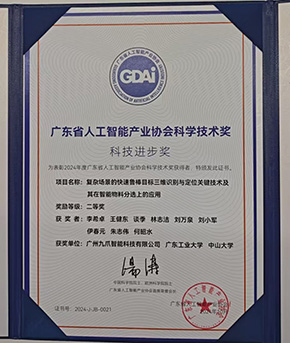 GDAi
广东省人工智能产业协会科学技术奖
科技进步奖
为表彰2024年度广东省人工智能产业协会科学技术奖获得者，特颁发此证书。
项目名称：复杂场景的快速鲁棒目标三维识别与定位关键技术及
其在智能物料分选上的应用
奖励等级：二等奖
获 奖 者：李希卓 王健东 谈季 林志洁 刘万泉 刘小军
伊春元 朱志伟 何昭水
获奖单位：广州九爪智能科技有限公司 广东工业大学 中山大学
证书号：2024-J-JB-0021